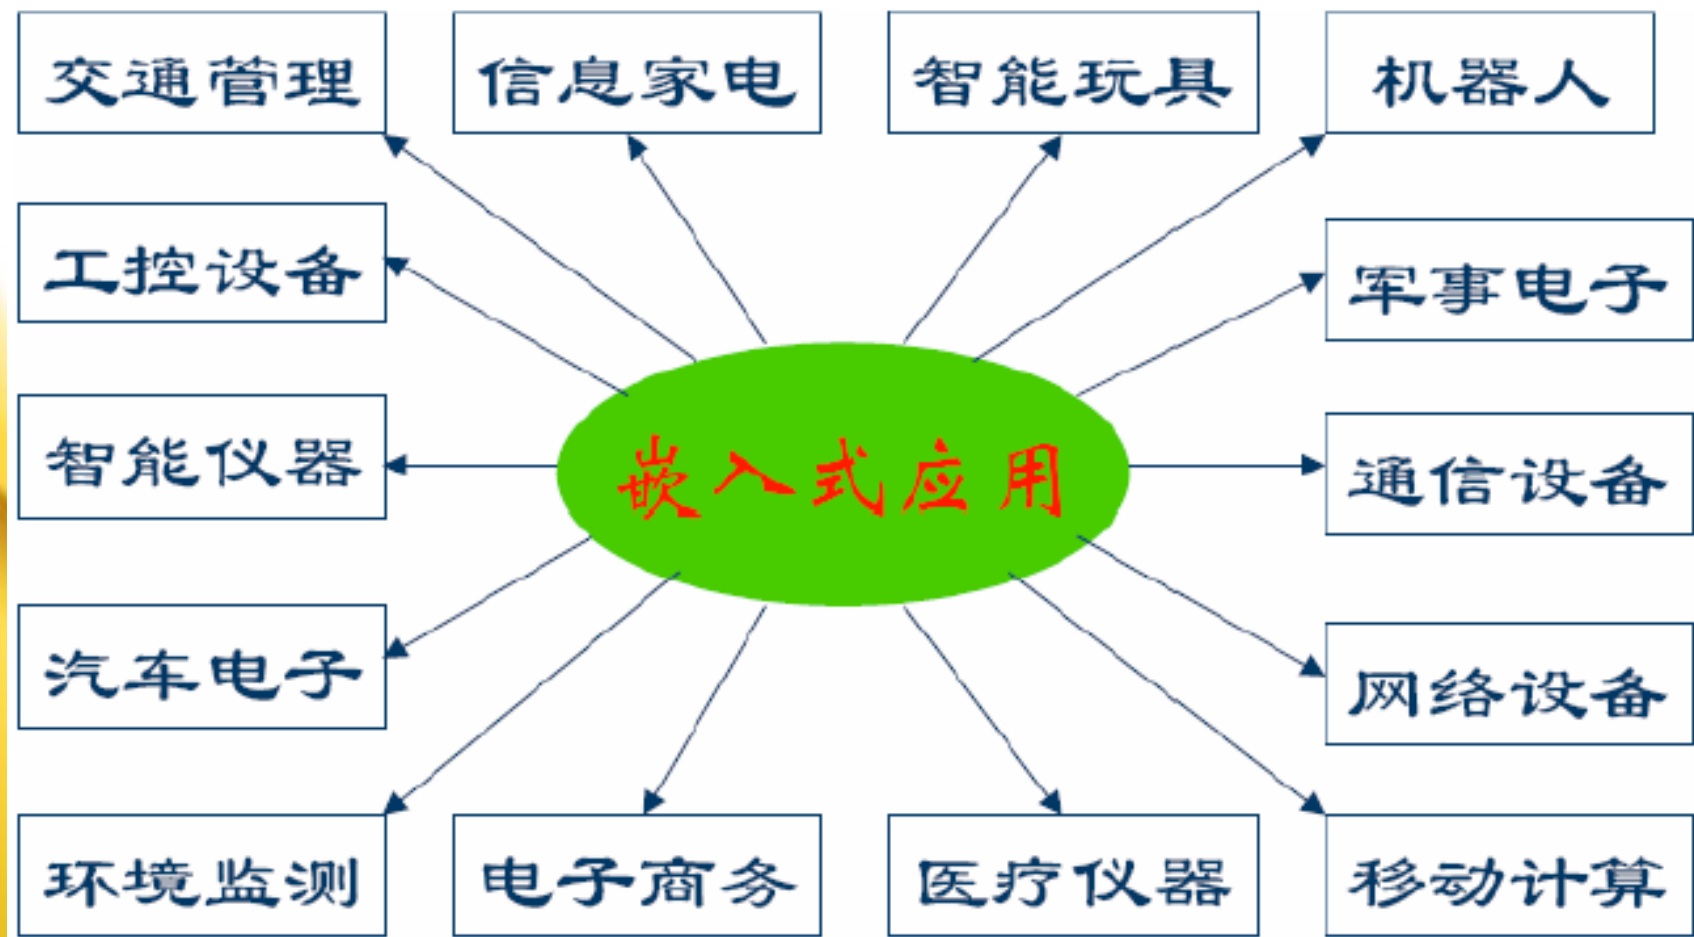 交通管理
信息家电
智能玩具
机器人
工控设备
军事电子
智能仪器
嵌入式应用
通信设备
汽车电子
网络设备
环境监测
电子商务
医疗仪器
移动计算